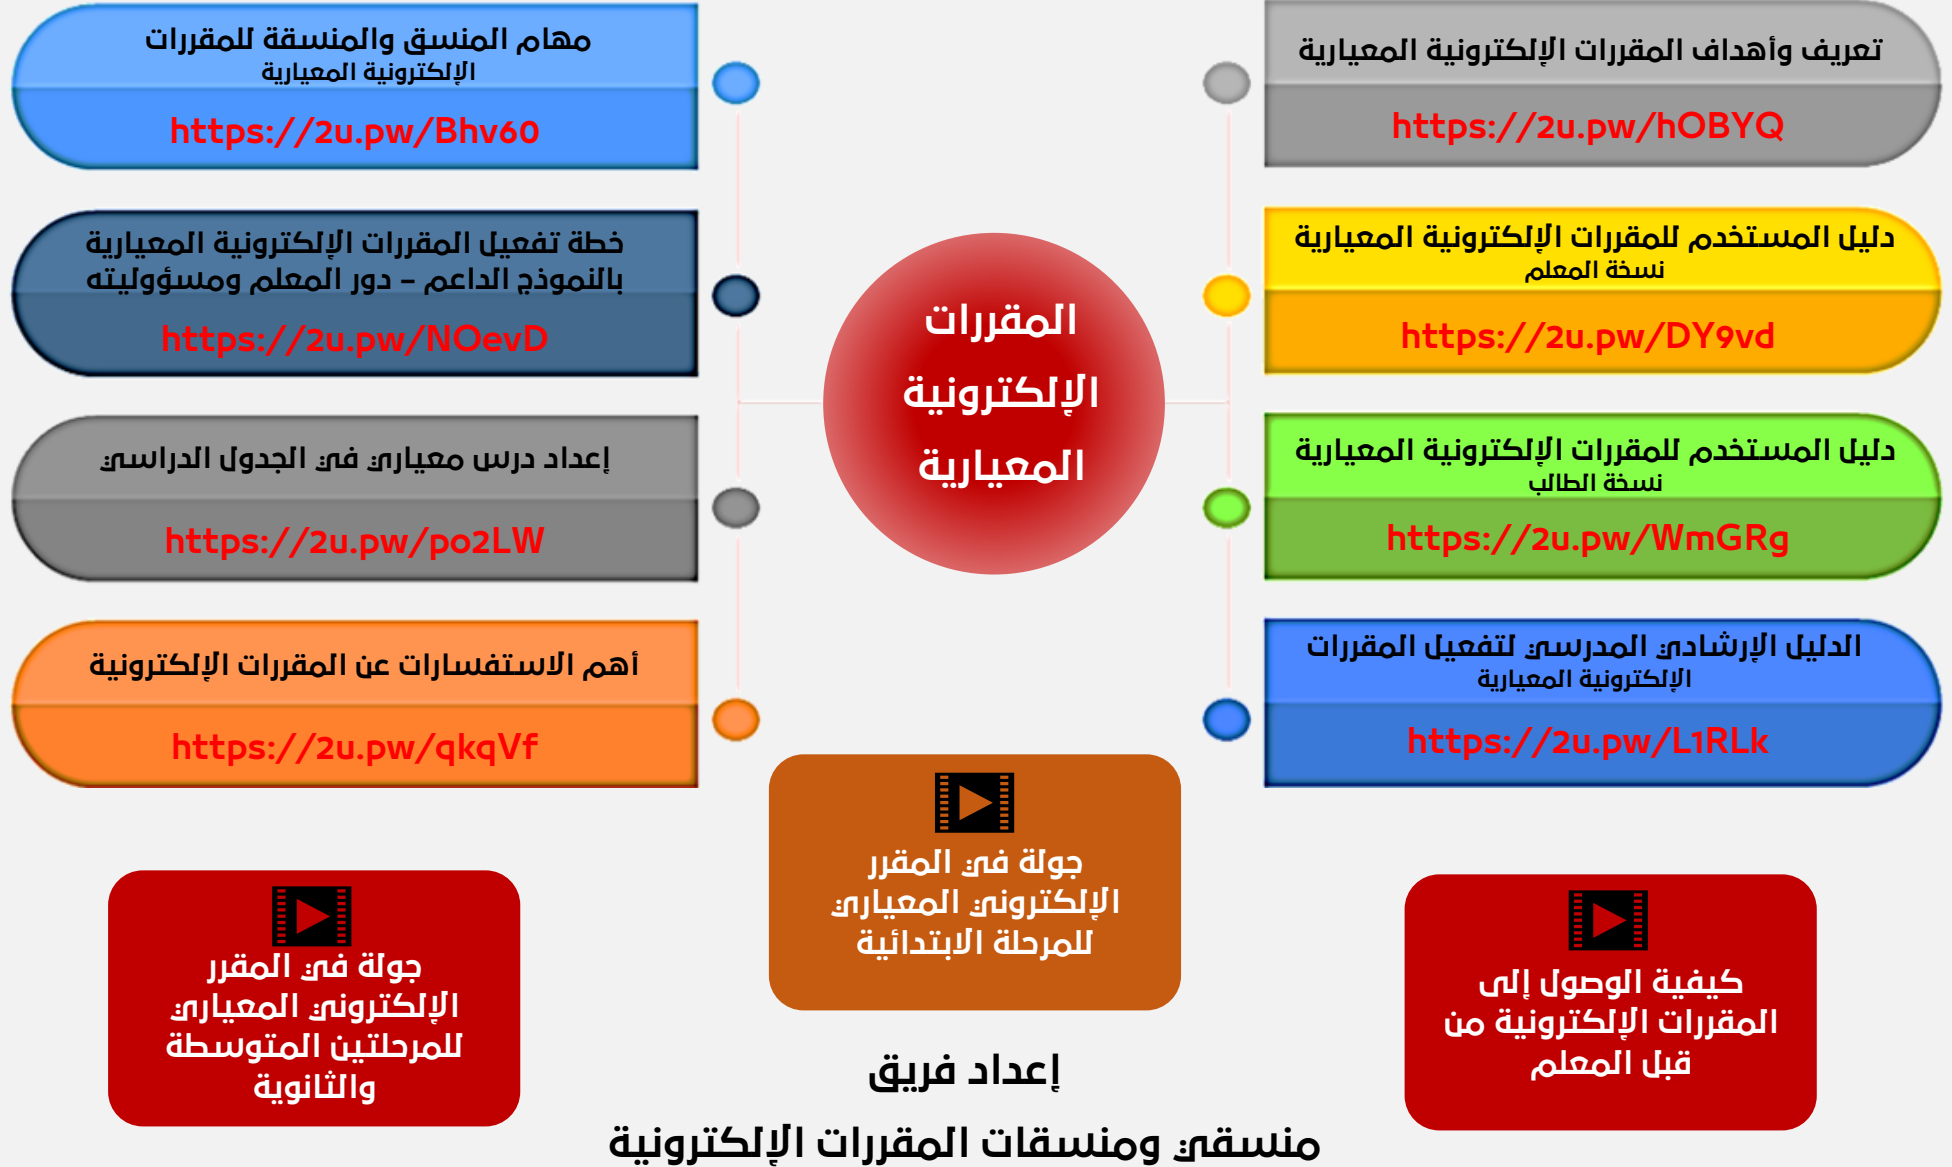 تعريف وأهداف المقررات الإلكترونية المعيارية
https://2u.pw/hOBYQ
دليل المستخدم للمقررات الإلكترونية المعيارية
نسخة المعلم
https://2u.pw/DY9vd
دليل المستخدم للمقررات الإلكترونية المعيارية
نسخة الطالب
https://2u.pw/WmGRg
الدليل الإرشادي المدرسي لتفعيل المقررات
الإلكترونية المعيارية
https://2u.pw/L1RLk
المقررات
الإلكترونية
المعيارية
مهام المنسق والمنسقة للمقررات
الإلكترونية المعيارية
https://2u.pw/Bhv60
خطة تفعيل المقررات الإلكترونية المعيارية
بالنموذج الداعم – دور المعلم ومسؤوليته
https://2u.pw/NOevD
إعداد درس معياري في الجدول الدراسي
https://2u.pw/po2LW
أهم الاستفسارات عن المقررات الإلكترونية
https://2u.pw/qkqVf
كيفية الوصول إلى
المقررات الإلكترونية من
قبل المعلم
جولة في المقرر
الإلكتروني المعياري
للمرحلة الابتدائية
جولة في المقرر
الإلكتروني المعياري
للمرحلتين المتوسطة
والثانوية
إعداد فريق
منسقي ومنسقات المقررات الإلكترونية